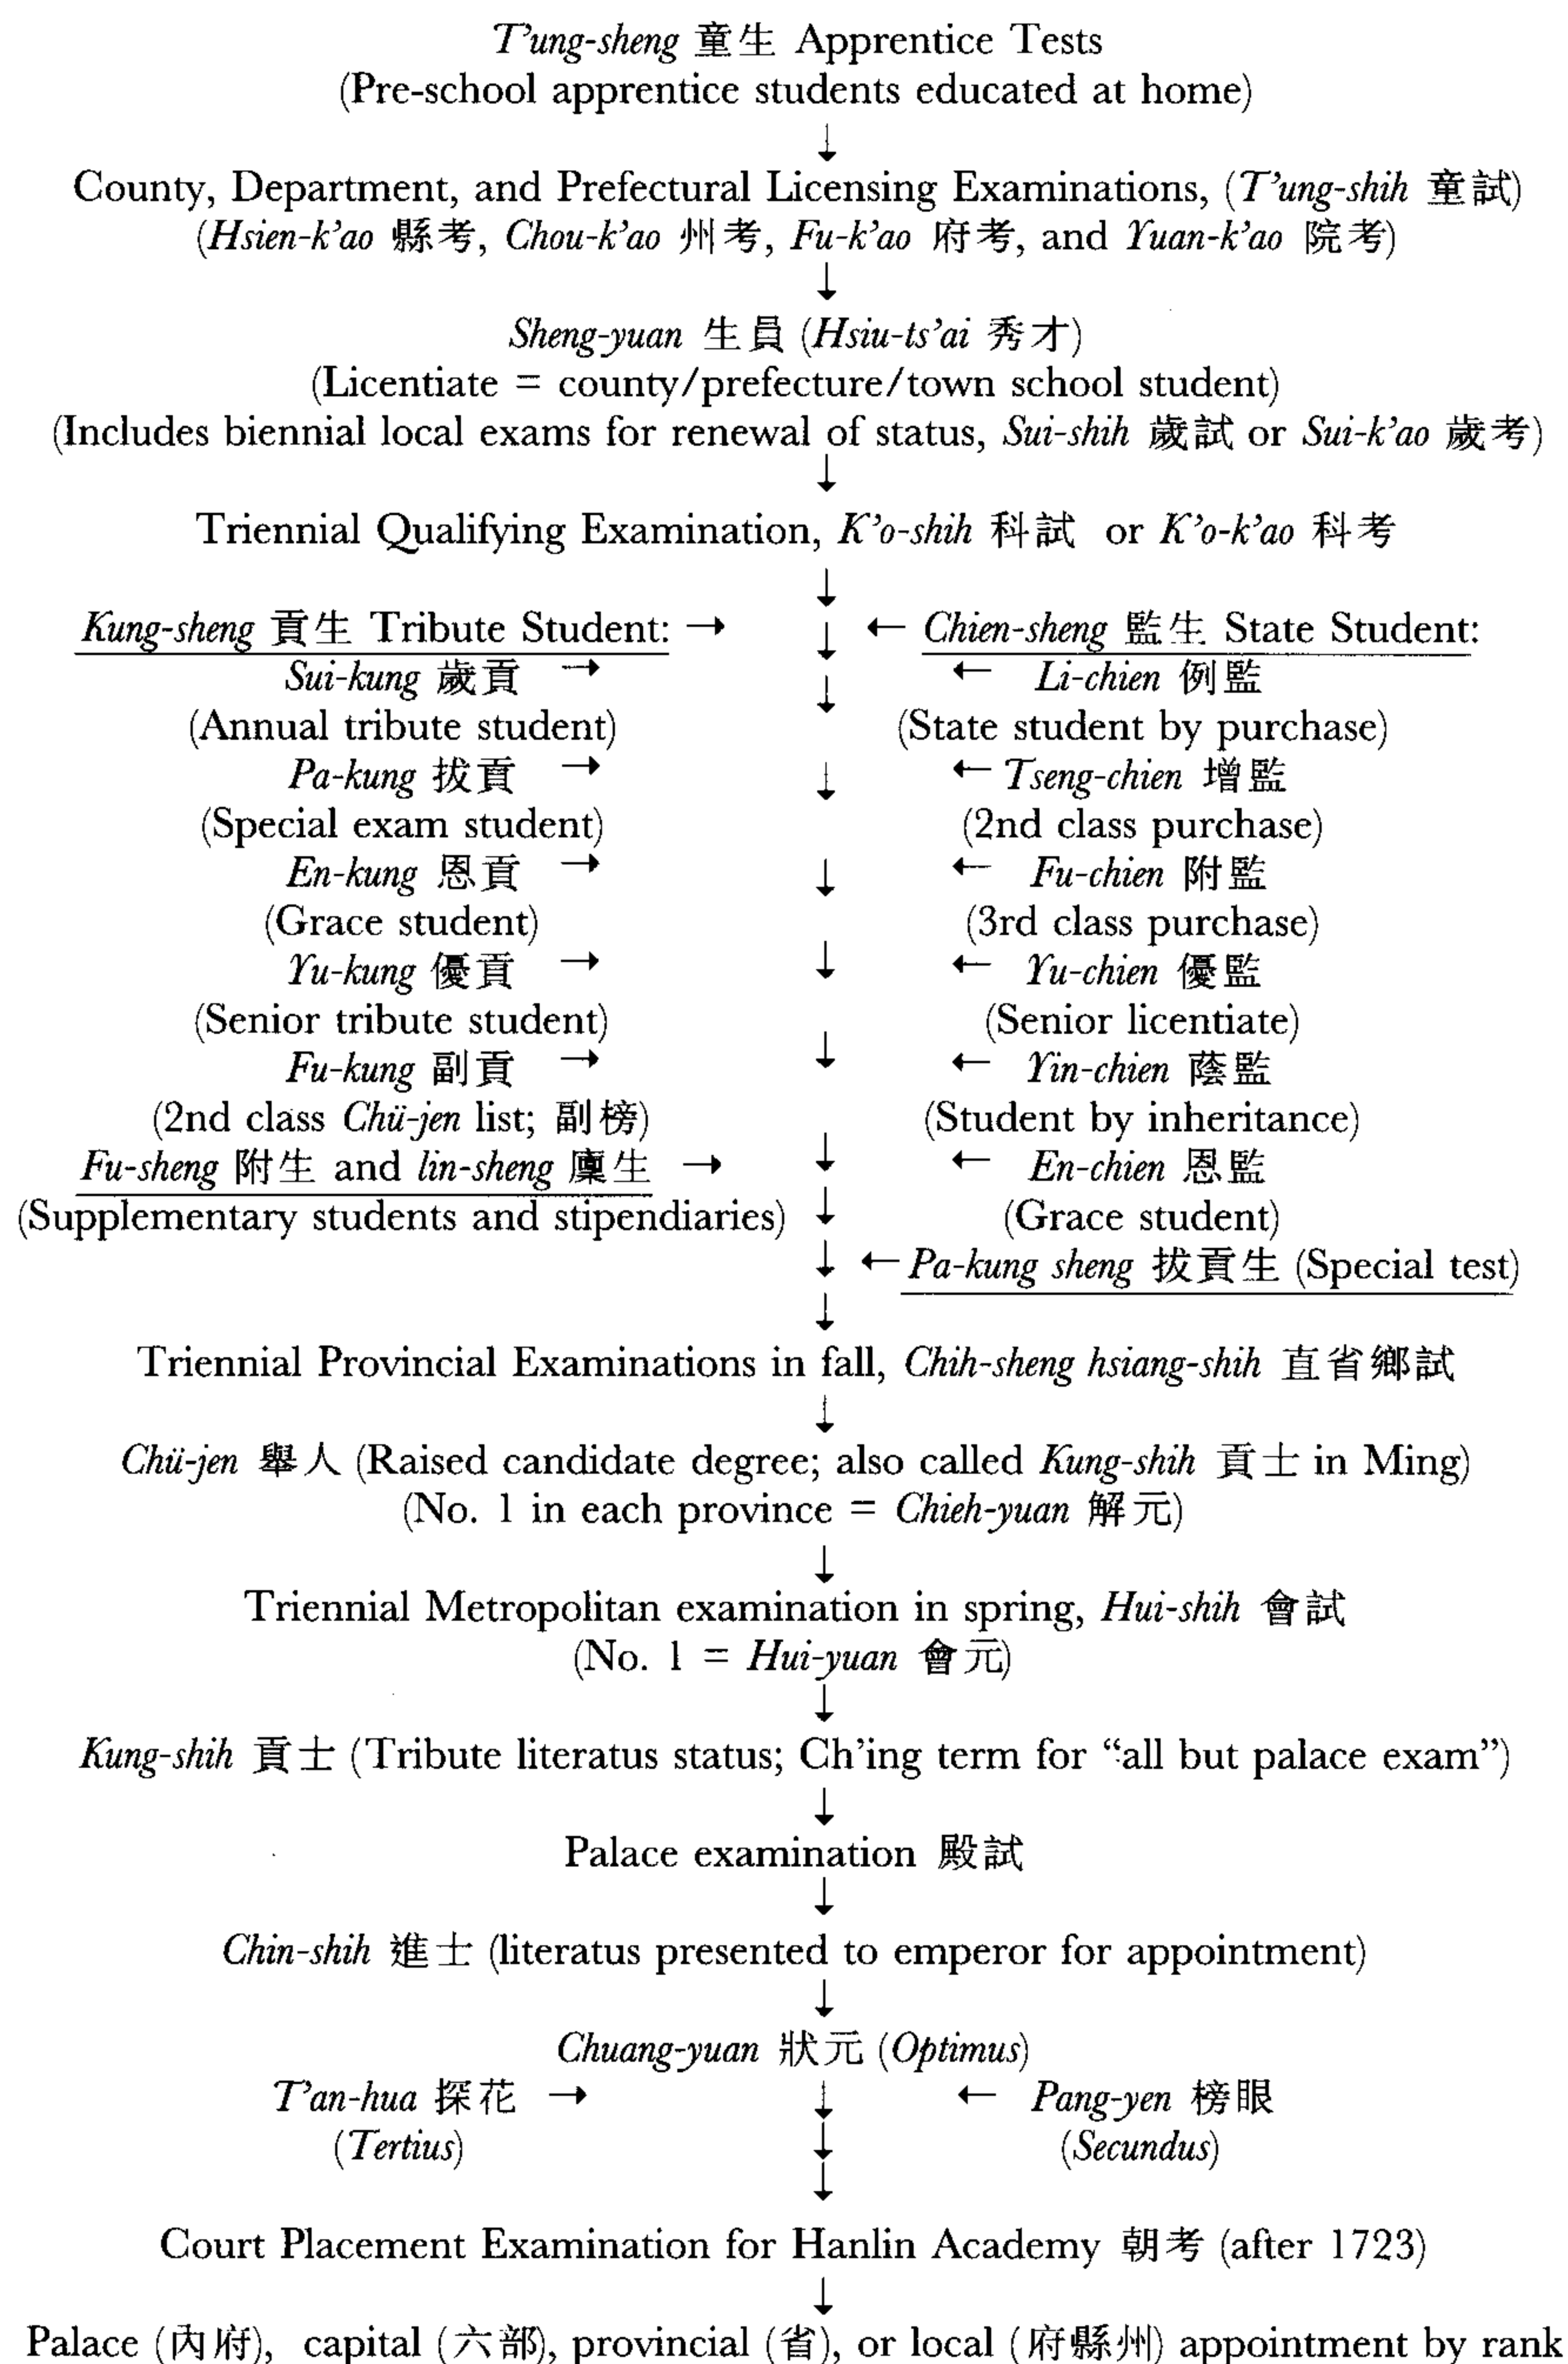 T’ung-sheng 童生 Apprentice Tests
(Pre-school apprentice students educated at home)
↓
County, Department, and Prefectural Licensing Examinations, (T’ung-shih 童試)
(Hsien-k’ao 縣考, Chou-k’ao 州考, Fu-k’ao 府考, and Yuan-k’ao 院考)
↓
Sheng-yuan 生員 (Hsiu-ts’ai 秀才)
(Licentiate = county/prefecture/town school student)
(Includes biennial local exams for renewal of status, Sui-shih 歲試 or Sui-k’ao 歲考)
↓
Triennial Qualifying Examination, K’o-shih 科試 or K’o-k’ao 科考
↓
Kung-sheng 貢生 Tribute Student: → ↓ ← Chien-sheng 監生 State Student:
Sui-kung 歲貢 → ↓ ← Li-chien 例監
(Annual tribute student) (State student by purchase)
Pa-kung 拔貢 → ↓ ← Tseng-chien 增監
(Special exam student) (2nd class purchase)
En-kung 恩貢 → ↓ ← Fu-chien 附監
(Grace student) (3rd class purchase)
Yu-kung 優貢 → ↓ ← Yu-chien 優監
(Senior tribute student) (Senior licentiate)
Fu-kung 副貢 → ↓ ← Yin-chien 蔭監
(2nd class Chü-jen list; 副榜) (Student by inheritance)
Fu-sheng 附生 and lin-sheng 廩生 → ↓ ← En-chien 恩監
(Supplementary students and stipendiaries) ↓ (Grace student)
↓ ← Pa-kung sheng 拔貢生 (Special test)
↓
Triennial Provincial Examinations in fall, Chih-sheng hsiang-shih 直省鄉試
↓
Chü-jen 舉人 (Raised candidate degree; also called Kung-shih 貢士 in Ming)
(No. 1 in each province = Chieh-yuan 解元)
↓
Triennial Metropolitan examination in spring, Hui-shih 會試
(No. 1 = Hui-yuan 會元)
↓
Kung-shih 貢士 (Tribute literatus status; Ch’ing term for “all but palace exam”)
↓
Palace examination 殿試
↓
Chin-shih 進士 (literatus presented to emperor for appointment)
↓
Chuang-yuan 狀元 (Optimus)
T’an-hua 探花 → ↓ ← Pang-yen 榜眼
(Tertius) ↓ (Secundus)
↓
Court Placement Examination for Hanlin Academy 朝考 (after 1723)
↓
Palace (內府), capital (六部), provincial (省), or local (府縣州) appointment by rank